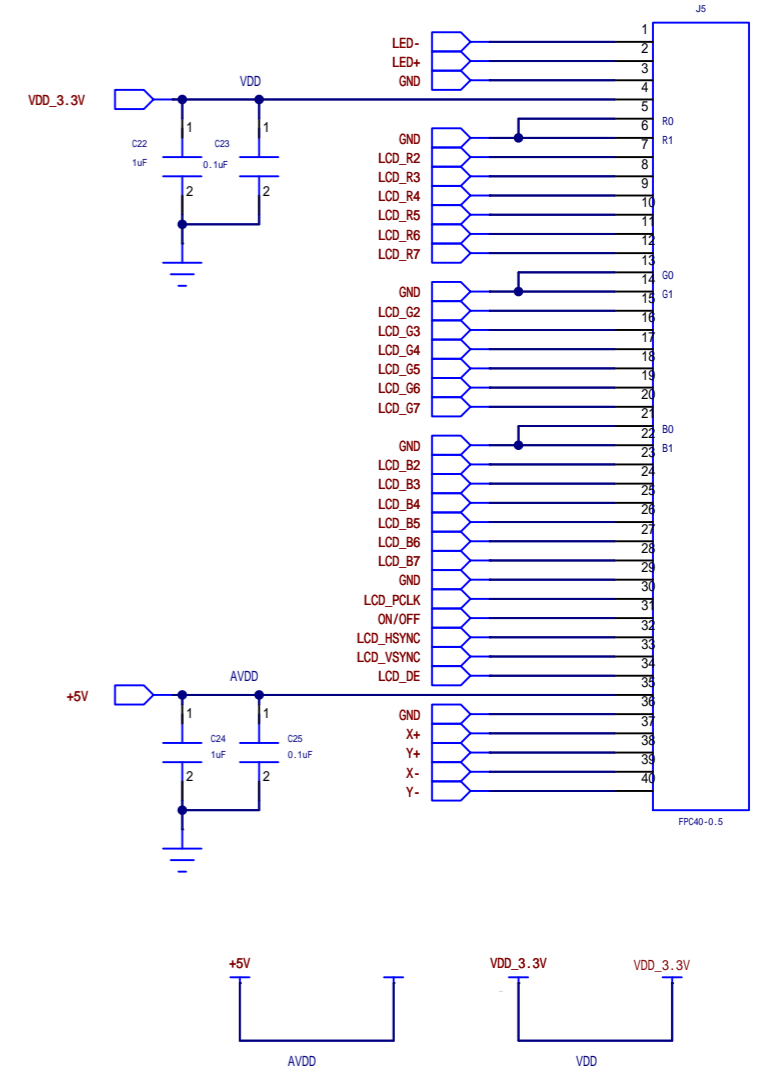 J5
1
LED-
2
LED+
3
GND
4
VDD
VDD_3.3V
5
R0
6
GND
R1
7
LCD_R2
8
LCD_R3
9
LCD_R4
10
LCD_R5
11
LCD_R6
12
LCD_R7
1
1
C22
C23
1uF
0.1uF
2
2
13
G0
14
GND
G1
15
LCD_G2
16
LCD_G3
17
LCD_G4
18
LCD_G5
19
LCD_G6
20
LCD_G7
21
B0
22
GND
B1
23
LCD_B2
24
LCD_B3
25
LCD_B4
26
LCD_B5
27
LCD_B6
28
LCD_B7
29
GND
30
LCD_PCLK
31
ON/OFF
32
LCD_HSYNC
33
LCD_VSYNC
34
LCD_DE
35
AVDD
+5V
36
GND
37
X+
38
Y+
39
X-
40
Y-
1
1
C24
C25
1uF
0.1uF
2
2
FPC40-0.5
+5V
VDD_3.3V
VDD_3.3V
AVDD
VDD